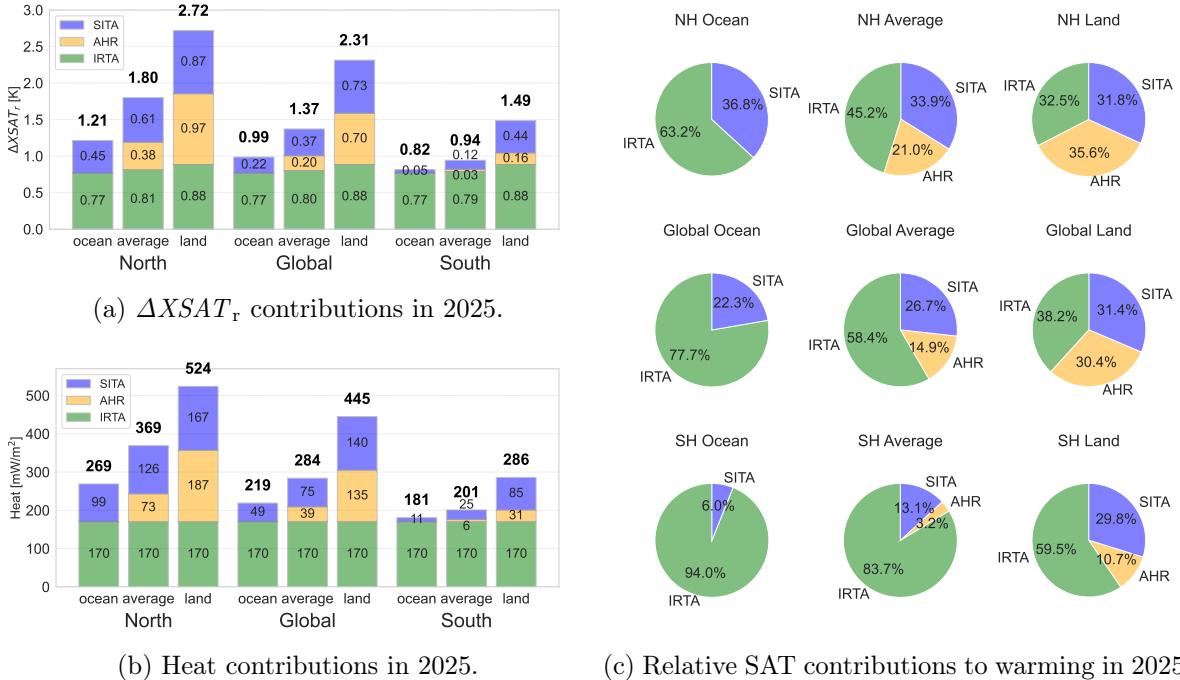 3.0
2.5
2.0
1.5
1.0
0.5
0.0
ΔXSATr [K]
SITA
AHR
IRTA
1.21
0.45
0.77
1.80
0.61
0.38
0.81
2.72
0.87
0.97
0.88
0.99
0.22
0.77
1.37
0.37
0.20
0.80
2.31
0.73
0.70
0.88
0.82
0.05
0.77
0.94
0.12
0.03
0.79
1.49
0.44
0.16
0.88
ocean average land
ocean average land
ocean average land
North Global South
(a) ΔXSATr contributions in 2025.
500
400
300
200
100
0
Heat [mW/m²]
SITA
AHR
IRTA
269
99
170
369
126
73
170
524
167
187
170
219
49
170
284
75
39
170
445
140
135
170
181
11
170
201
25
6
170
286
85
31
170
ocean average land
ocean average land
ocean average land
North Global South
(b) Heat contributions in 2025.
NH Ocean
36.8%
SITA
63.2%
IRTA
NH Average
33.9%
SITA
45.2%
IRTA
21.0%
AHR
NH Land
31.8%
SITA
32.5%
IRTA
35.6%
AHR
Global Ocean
22.3%
SITA
77.7%
IRTA
Global Average
26.7%
SITA
58.4%
IRTA
14.9%
AHR
Global Land
31.4%
SITA
38.2%
IRTA
30.4%
AHR
SH Ocean
6.0%
SITA
94.0%
IRTA
SH Average
13.1%
SITA
3.2%
AHR
83.7%
IRTA
SH Land
29.8%
SITA
59.5%
IRTA
10.7%
AHR
(c) Relative SAT contributions to warming in 2025